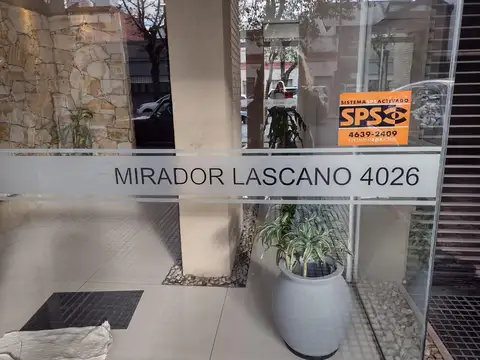 SISTEMA ACTIVADO
SPS
4639-2409
MIRADOR LASCANO 4026